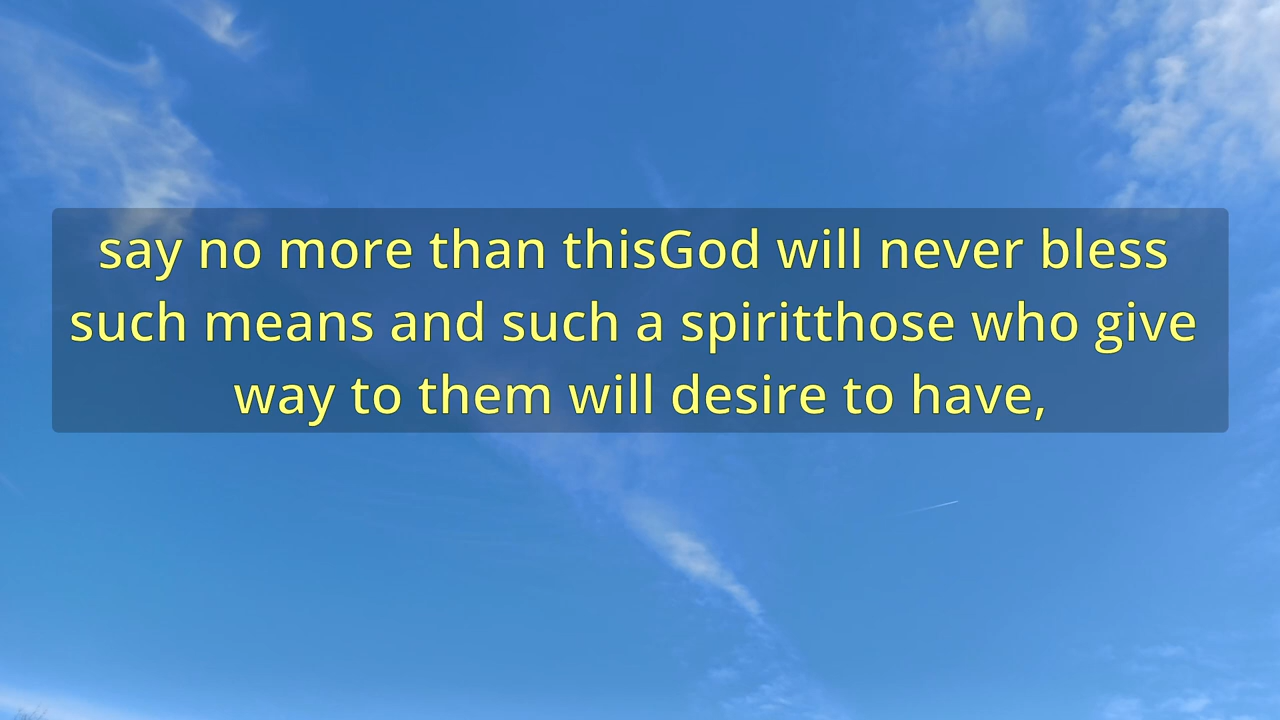 say no more than thisGod will never bless
such means and such a spiritthose who give
way to them will desire to have,